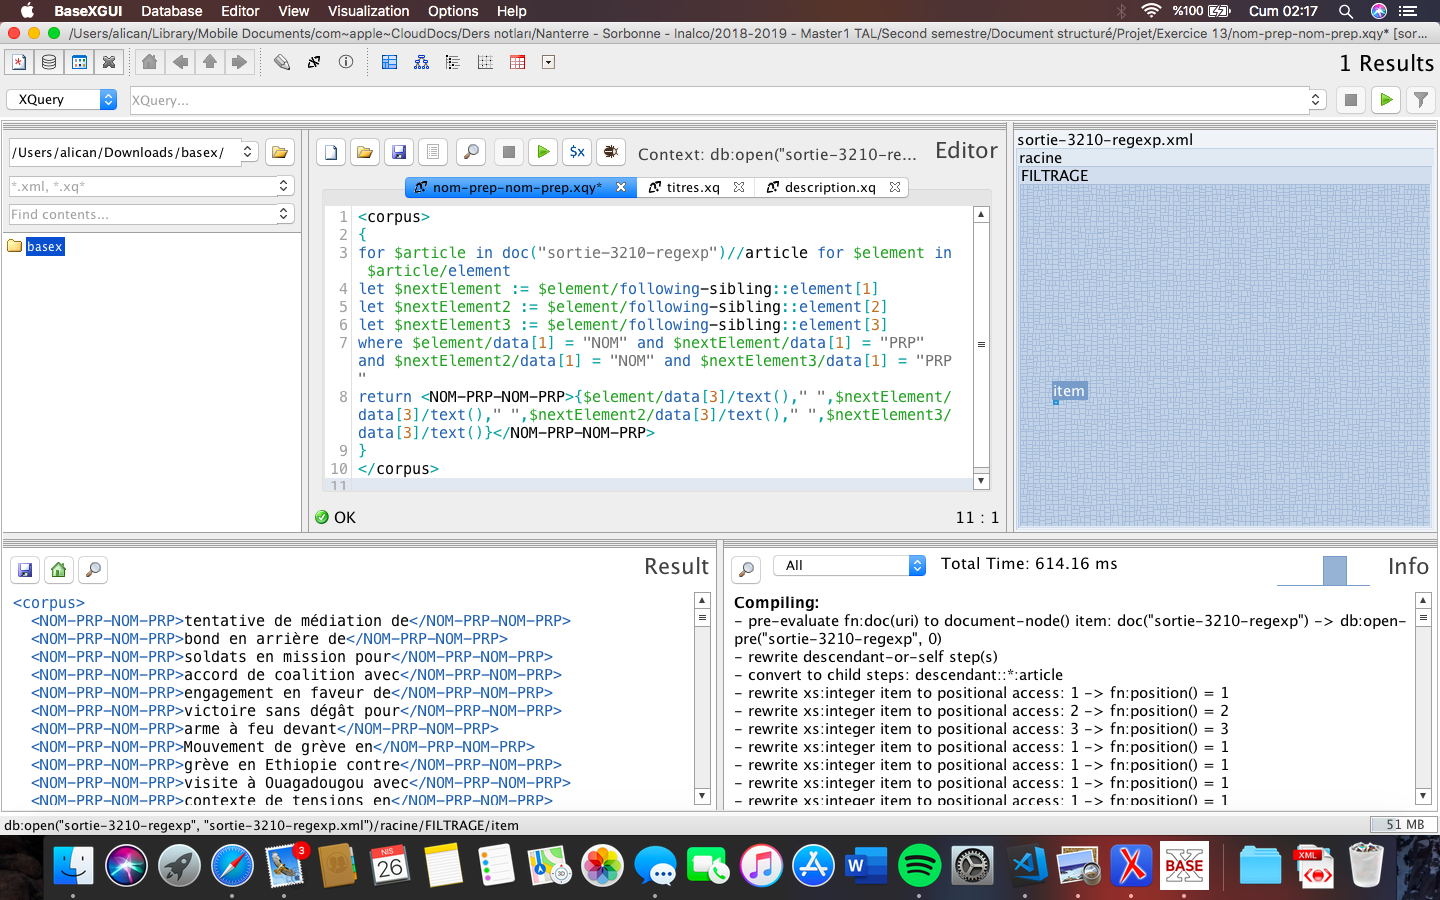 BaseXGUI Database Editor View Visualization Options Help %100 Cum 02:17
/Users/alican/Library/Mobile Documents/com~apple~CloudDocs/Ders notları/Nanterre - Sorbonne - Inalco/2018-2019 - Master1 TAL/Second semestre/Document structuré/Projet/Exercice 13/nom-prep-nom-prep.xqy* [sor...
1 Results
XQuery XQuery...
/Users/alican/Downloads/basex/
*.xml, *.xq*
Find contents...
basex
$x Context: db:open("sortie-3210-re... Editor
nom-prep-nom-prep.xqy* titres.xq description.xq
1 <corpus>
2 {
3 for $article in doc("sortie-3210-regexp")//article for $element in
$article/element
4 let $nextElement := $element/following-sibling::element[1]
5 let $nextElement2 := $element/following-sibling::element[2]
6 let $nextElement3 := $element/following-sibling::element[3]
7 where $element/data[1] = "NOM" and $nextElement/data[1] = "PRP"
and $nextElement2/data[1] = "NOM" and $nextElement3/data[1] = "PRP
"
8 return <NOM-PRP-NOM-PRP>{$element/data[3]/text()," ",$nextElement/
data[3]/text()," ",$nextElement2/data[3]/text()," ",$nextElement3/
data[3]/text()}</NOM-PRP-NOM-PRP>
9 }
10 </corpus>
11
OK 11 : 1
sortie-3210-regexp.xml
racine
FILTRAGE
item
Result
<corpus>
<NOM-PRP-NOM-PRP>tentative de médiation de</NOM-PRP-NOM-PRP>
<NOM-PRP-NOM-PRP>bond en arrière de</NOM-PRP-NOM-PRP>
<NOM-PRP-NOM-PRP>soldats en mission pour</NOM-PRP-NOM-PRP>
<NOM-PRP-NOM-PRP>accord de coalition avec</NOM-PRP-NOM-PRP>
<NOM-PRP-NOM-PRP>engagement en faveur de</NOM-PRP-NOM-PRP>
<NOM-PRP-NOM-PRP>victoire sans dégât pour</NOM-PRP-NOM-PRP>
<NOM-PRP-NOM-PRP>arme à feu devant</NOM-PRP-NOM-PRP>
<NOM-PRP-NOM-PRP>Mouvement de grève en</NOM-PRP-NOM-PRP>
<NOM-PRP-NOM-PRP>grève en Ethiopie contre</NOM-PRP-NOM-PRP>
<NOM-PRP-NOM-PRP>visite à Ouagadougou avec</NOM-PRP-NOM-PRP>
<NOM-PRP-NOM-PRP>contexte de tensions en</NOM-PRP-NOM-PRP>
All Total Time: 614.16 ms Info
Compiling:
- pre-evaluate fn:doc(uri) to document-node() item: doc("sortie-3210-regexp") -> db:open-
pre("sortie-3210-regexp", 0)
- rewrite descendant-or-self step(s)
- convert to child steps: descendant::*:article
- rewrite xs:integer item to positional access: 1 -> fn:position() = 1
- rewrite xs:integer item to positional access: 2 -> fn:position() = 2
- rewrite xs:integer item to positional access: 3 -> fn:position() = 3
- rewrite xs:integer item to positional access: 1 -> fn:position() = 1
- rewrite xs:integer item to positional access: 1 -> fn:position() = 1
- rewrite xs:integer item to positional access: 1 -> fn:position() = 1
- rewrite xs:integer item to positional access: 1 -> fn:position() = 1
db:open("sortie-3210-regexp", "sortie-3210-regexp.xml")/racine/FILTRAGE/item 51 MB
3
NİS
26
3D
W
BASE
XML